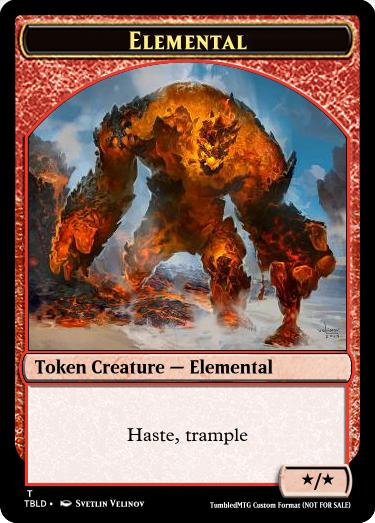 Elemental
Token Creature — Elemental
Haste, trample
★/★
T
TBLD • Svetlin Velinov
TumbledMTG Custom Format (NOT FOR SALE)